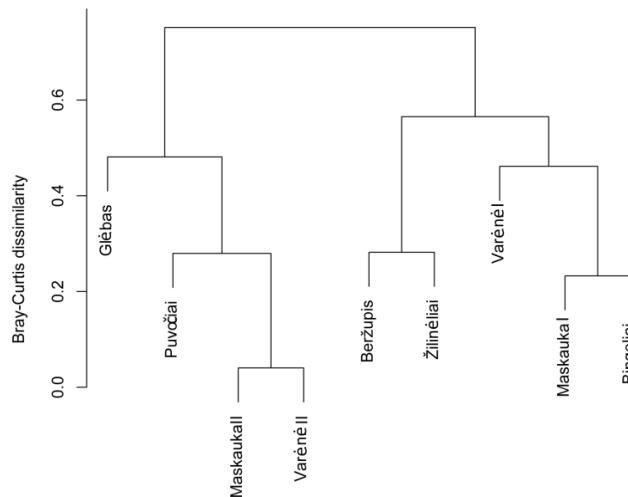 Bray-Curtis dissimilarity
0.6
0.4
0.2
0.0
Glėbas
Puvočiai
MaskaukaII
Varėnė II
Beržupis
Žilinėliai
Varėnė I
Maskauka I